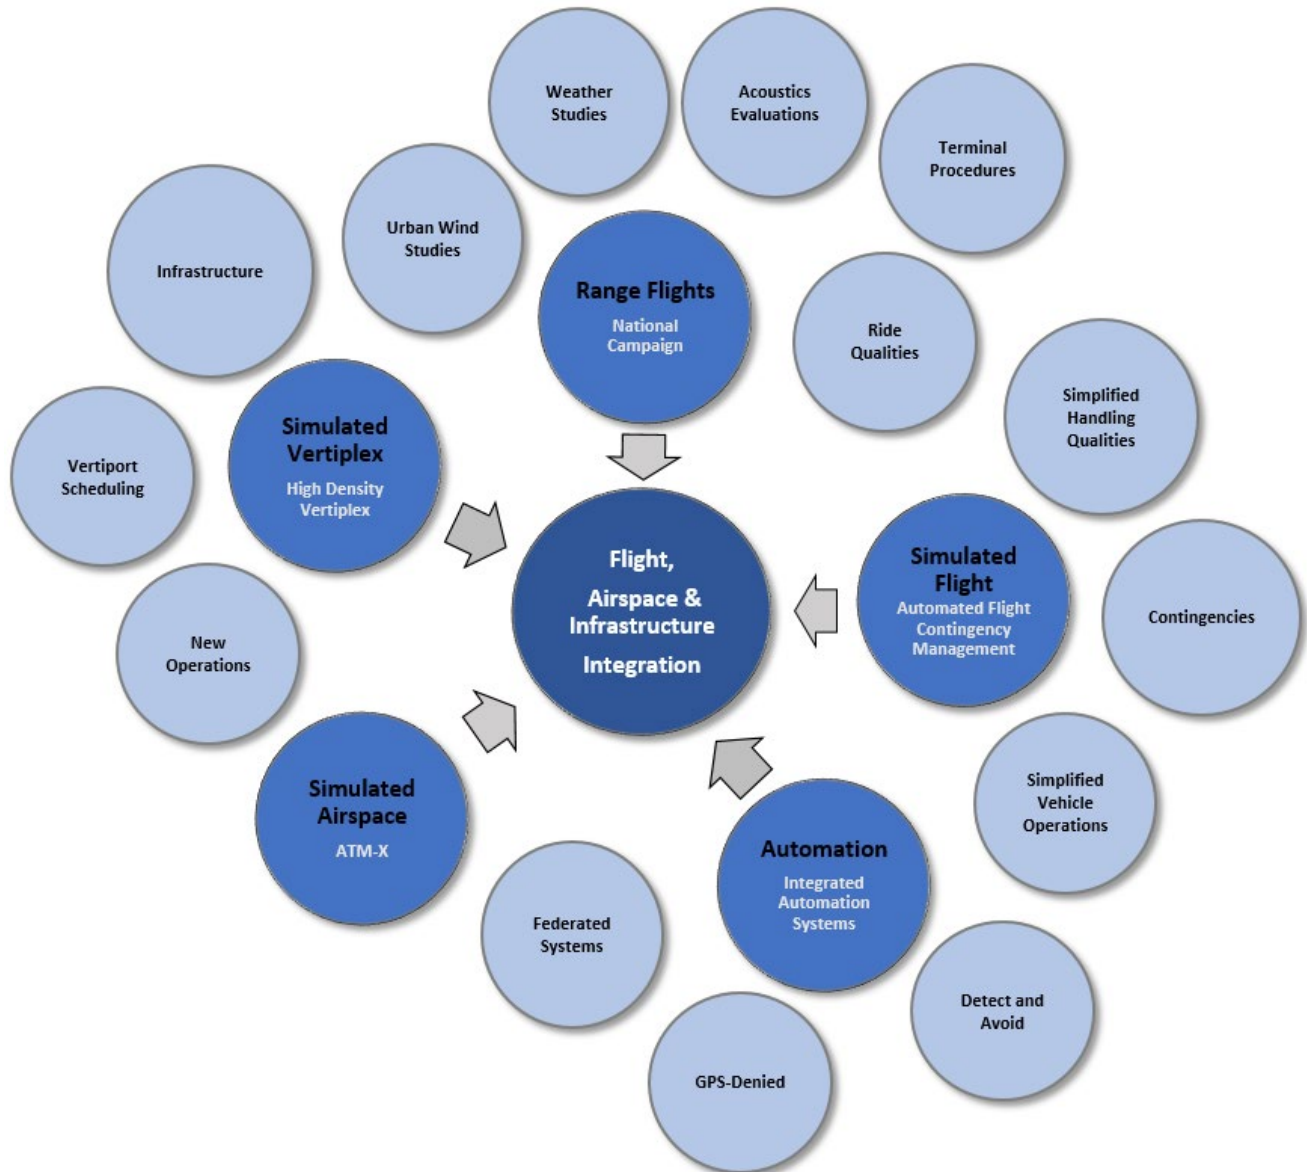 Weather
Studies
Acoustics
Evaluations
Terminal
Procedures
Urban Wind
Studies
Infrastructure
Range Flights
National
Campaign
Ride
Qualities
Simplified
Handling
Qualities
Simulated
Vertiplex
High Density
Vertiplex
Vertiport
Scheduling
Flight,
Airspace &
Infrastructure
Integration
Simulated
Flight
Automated Flight
Contingency
Management
Contingencies
New
Operations
Simulated
Airspace
ATM-X
Simplified
Vehicle
Operations
Automation
Integrated
Automation
Systems
Federated
Systems
Detect and
Avoid
GPS-Denied